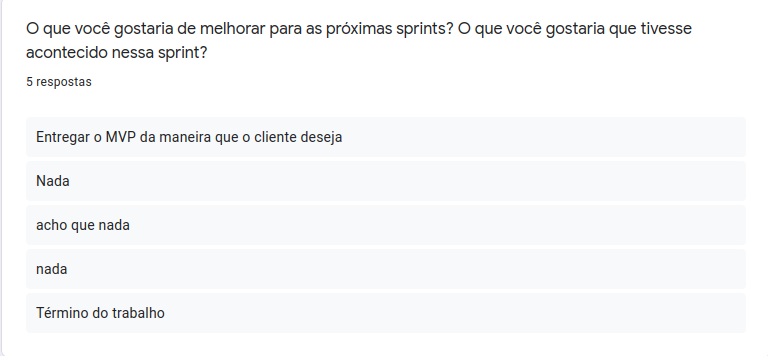 O que você gostaria de melhorar para as próximas sprints? O que você gostaria que tivesse
acontecido nessa sprint?
5 respostas
Entregar o MVP da maneira que o cliente deseja
Nada
acho que nada
nada
Término do trabalho